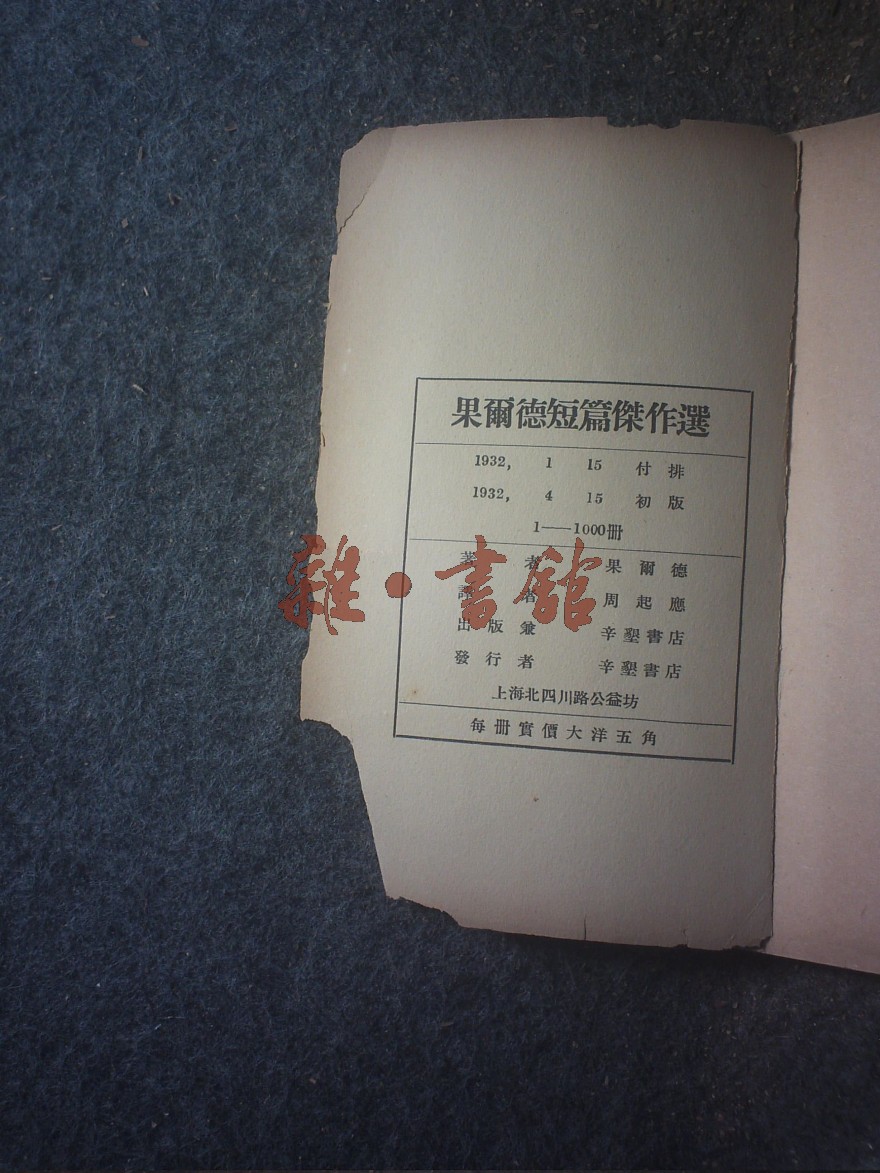 果爾德短篇傑作選
1932, 1 15 付排
1932, 4 15 初版
1——1000冊
著者 果爾德
譯者 周起應
出版兼 辛墾書店
發行者 辛墾書店
上海北四川路公益坊
每冊實價大洋五角
雜·書館